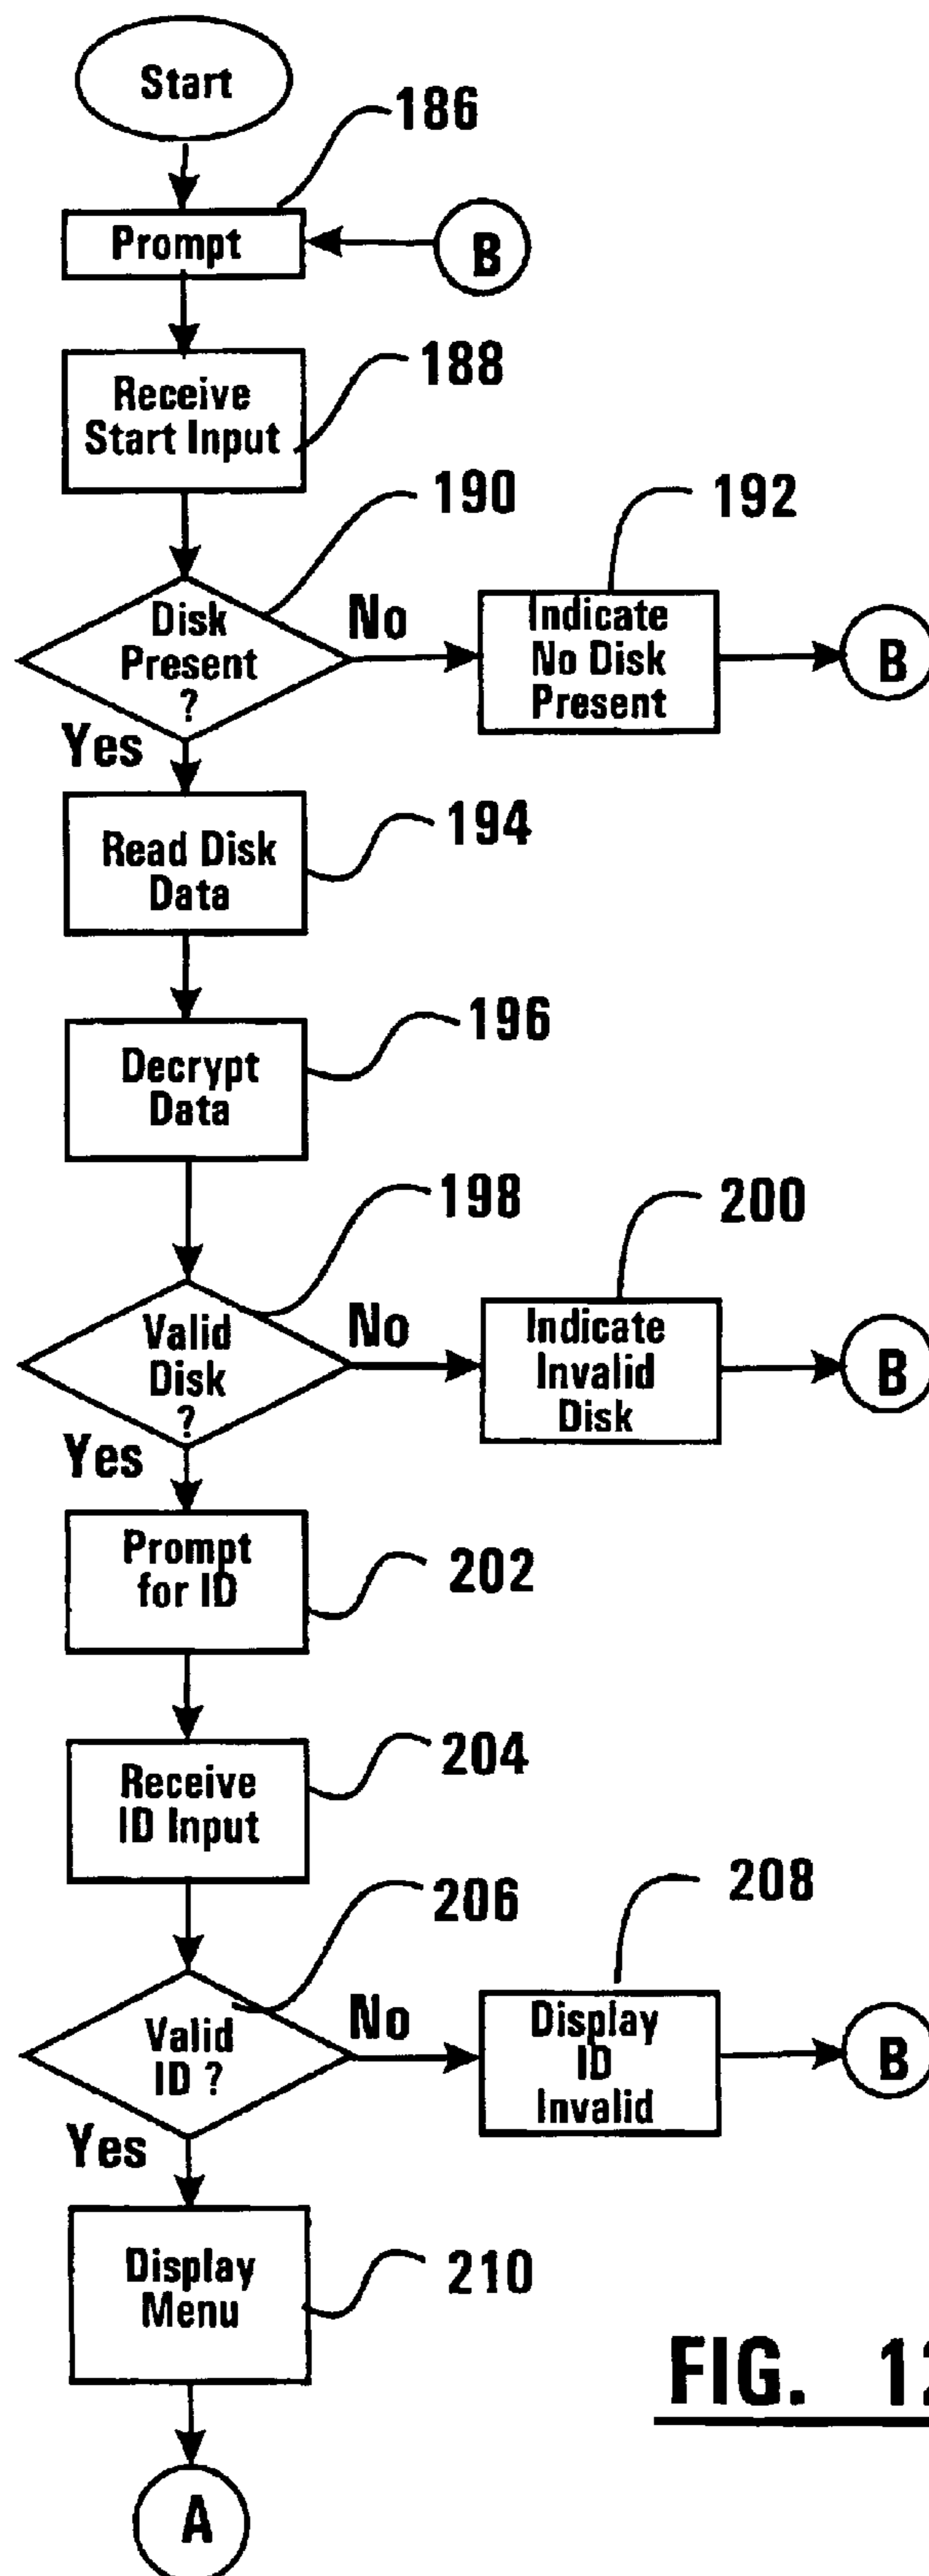 Start
186
Prompt
B
Receive
Start Input
188
190
Disk
Present
?
No
192
Indicate
No Disk
Present
B
Yes
Read Disk
Data
194
Decrypt
Data
196
198
Valid
Disk
?
No
200
Indicate
Invalid
Disk
B
Yes
Prompt
for ID
202
Receive
ID Input
204
206
Valid
ID ?
No
208
Display
ID
Invalid
B
Yes
Display
Menu
210
FIG. 12
A